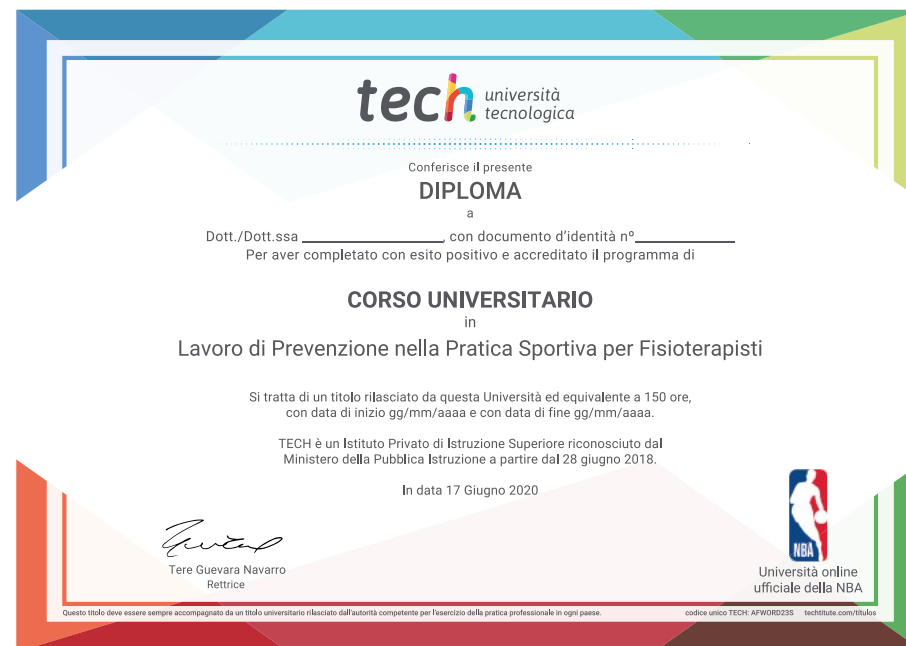 tech università
tecnologica
Conferisce il presente
DIPLOMA
a
Dott./Dott.ssa ________________, con documento d'identità nº____________
Per aver completato con esito positivo e accreditato il programma di
CORSO UNIVERSITARIO
in
Lavoro di Prevenzione nella Pratica Sportiva per Fisioterapisti
Si tratta di un titolo rilasciato da questa Università ed equivalente a 150 ore,
con data di inizio gg/mm/aaaa e con data di fine gg/mm/aaaa.
TECH è un Istituto Privato di Istruzione Superiore riconosciuto dal
Ministero della Pubblica Istruzione a partire dal 28 giugno 2018.
In data 17 Giugno 2020
Tere Guevara Navarro
Rettrice
NBA
Università online
ufficiale della NBA
Questo titolo deve essere sempre accompagnato da un titolo universitario rilasciato dall'autorità competente per l'esercizio della pratica professionale in ogni paese. codice unico TECH: AFWORD23S techtitute.com/titulos